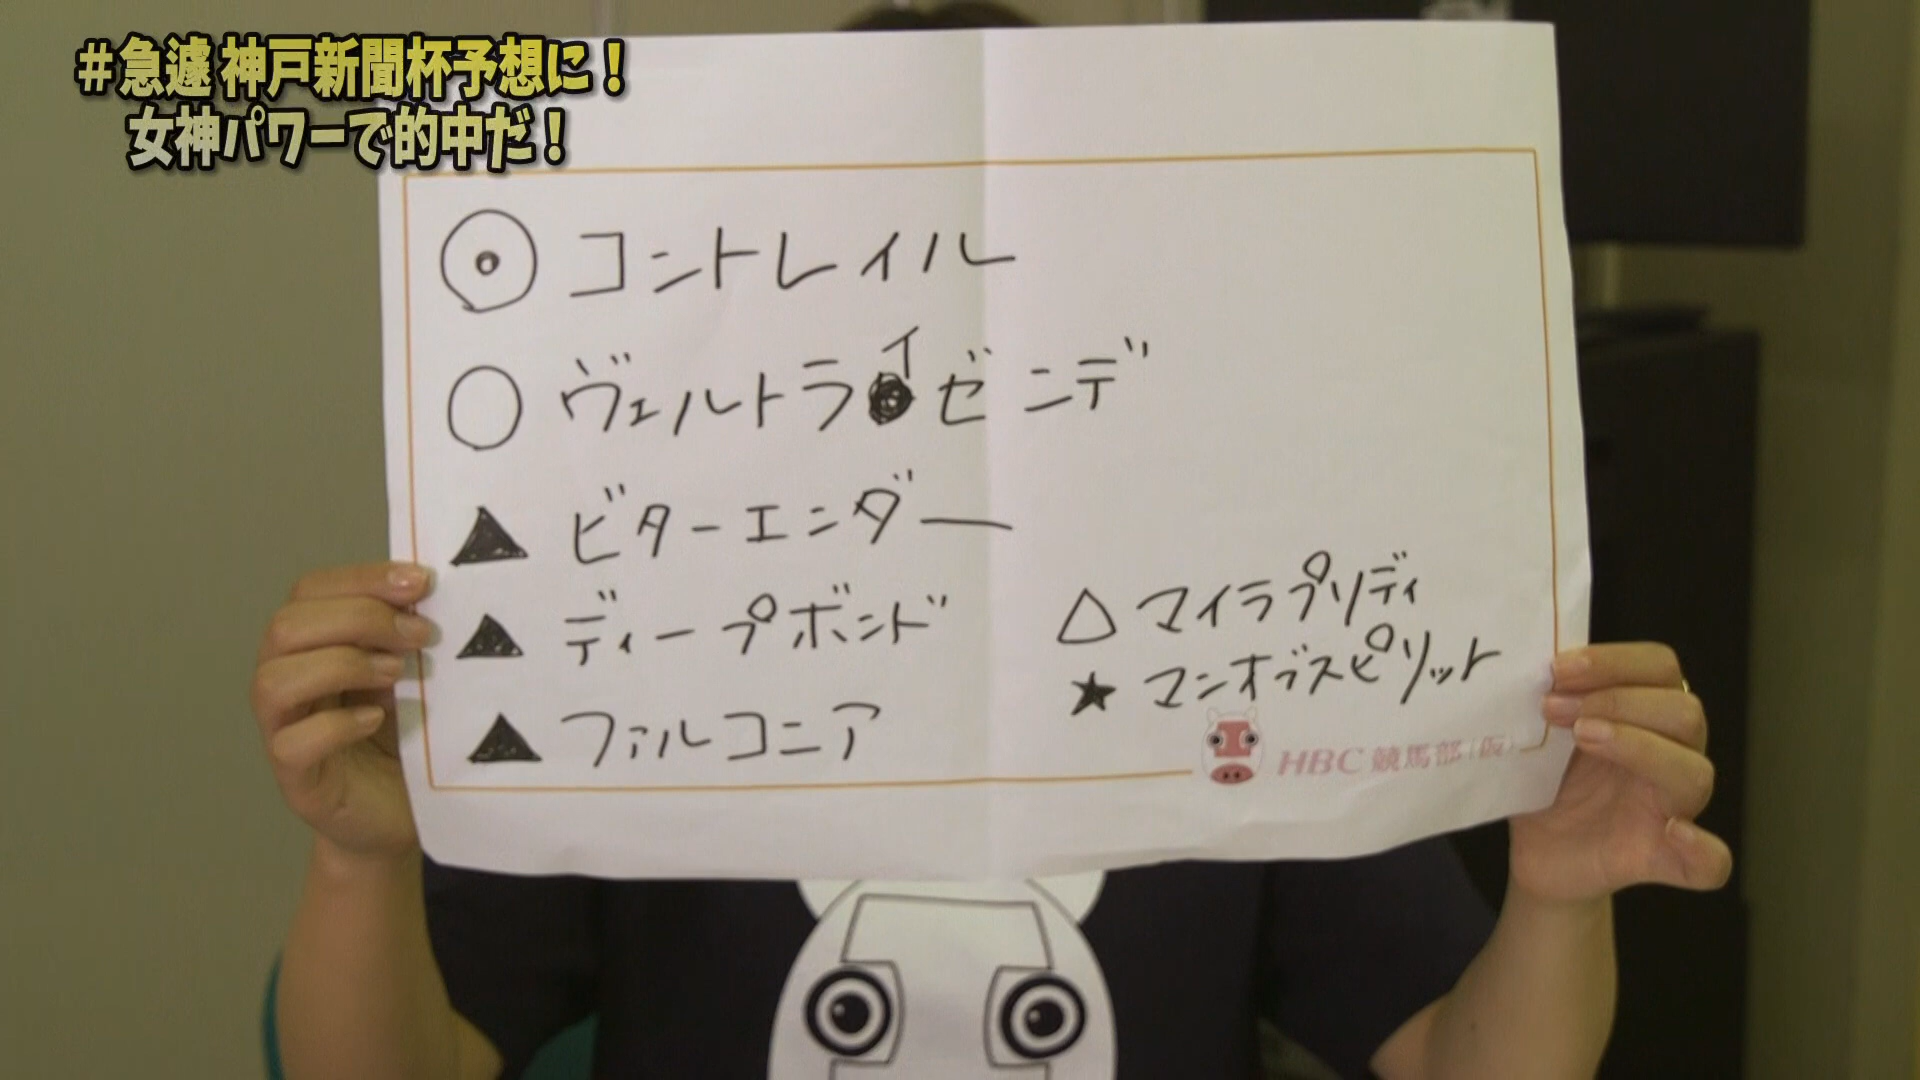 #急遽 神戸新聞杯予想に!
女神パワーで的中だ!
◎ コントレイル
○ ヴェルトライゼンデ
▲ ビターエンダー
▲ ディープボンド
▲ ファルコニア
△ マイラプソディ
★ マンオブスピリット
HBC 競馬部(仮)